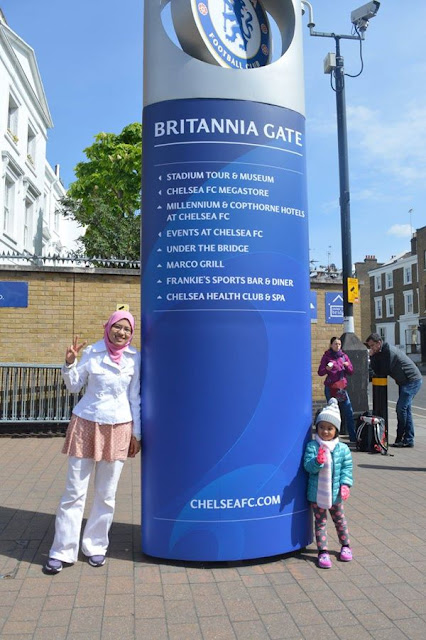 FOOTBALL CLUB
BRITANNIA GATE
STADIUM TOUR & MUSEUM
CHELSEA FC MEGASTORE
MILLENNIUM & COPTHORNE HOTELS
AT CHELSEA FC
EVENTS AT CHELSEA FC
UNDER THE BRIDGE
MARCO GRILL
FRANKIE'S SPORTS BAR & DINER
CHELSEA HEALTH CLUB & SPA
CHELSEAFC.COM